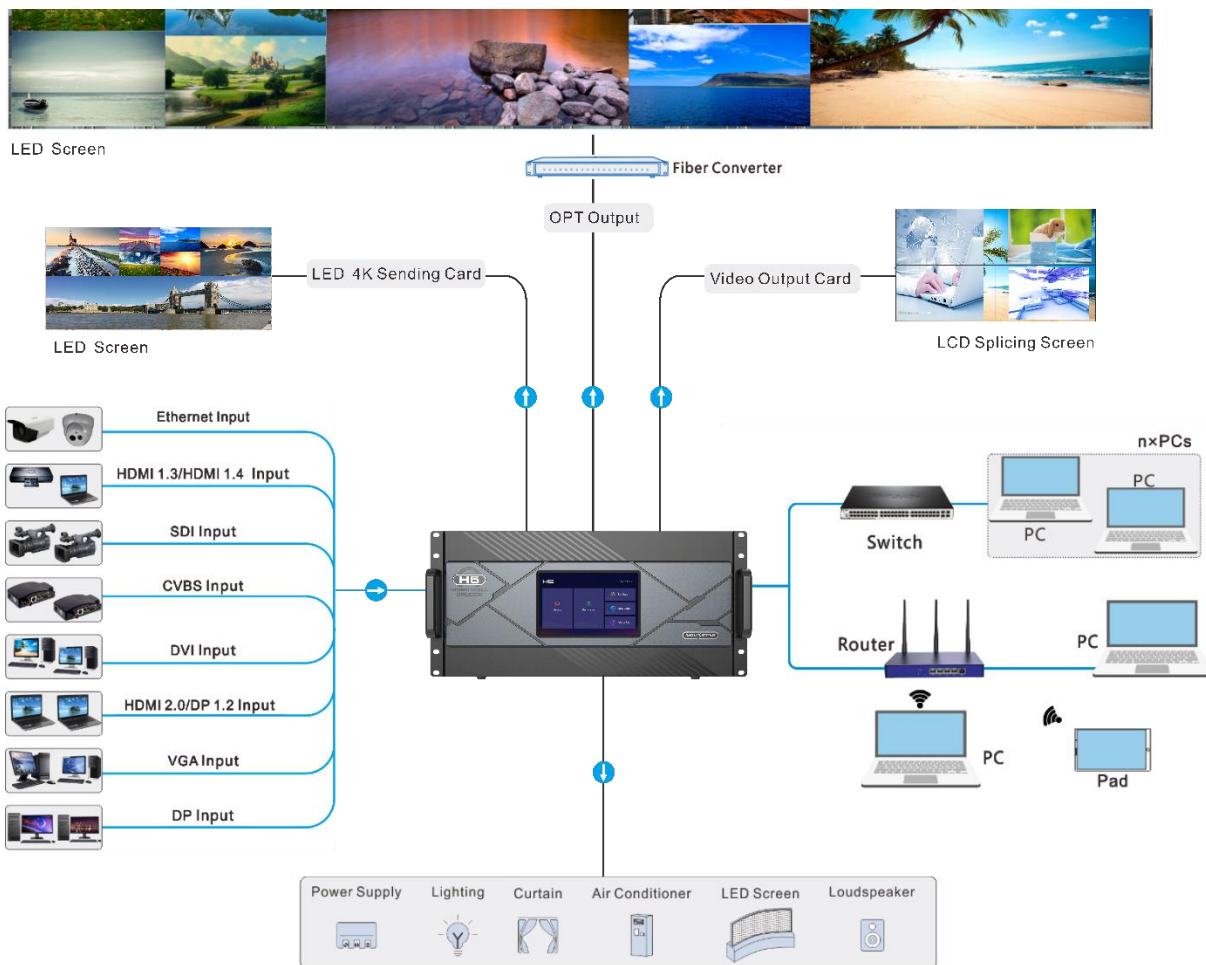 LED Screen
Fiber Converter
OPT Output
LED 4K Sending Card
Video Output Card
LED Screen
LCD Splicing Screen
Ethernet Input
HDMI 1.3/HDMI 1.4 Input
SDI Input
CVBS Input
DVI Input
HDMI 2.0/DP 1.2 Input
VGA Input
DP Input
H5
n×PCs
PC
PC
Switch
Router
PC
PC
Pad
Power Supply
Lighting
Curtain
Air Conditioner
LED Screen
Loudspeaker